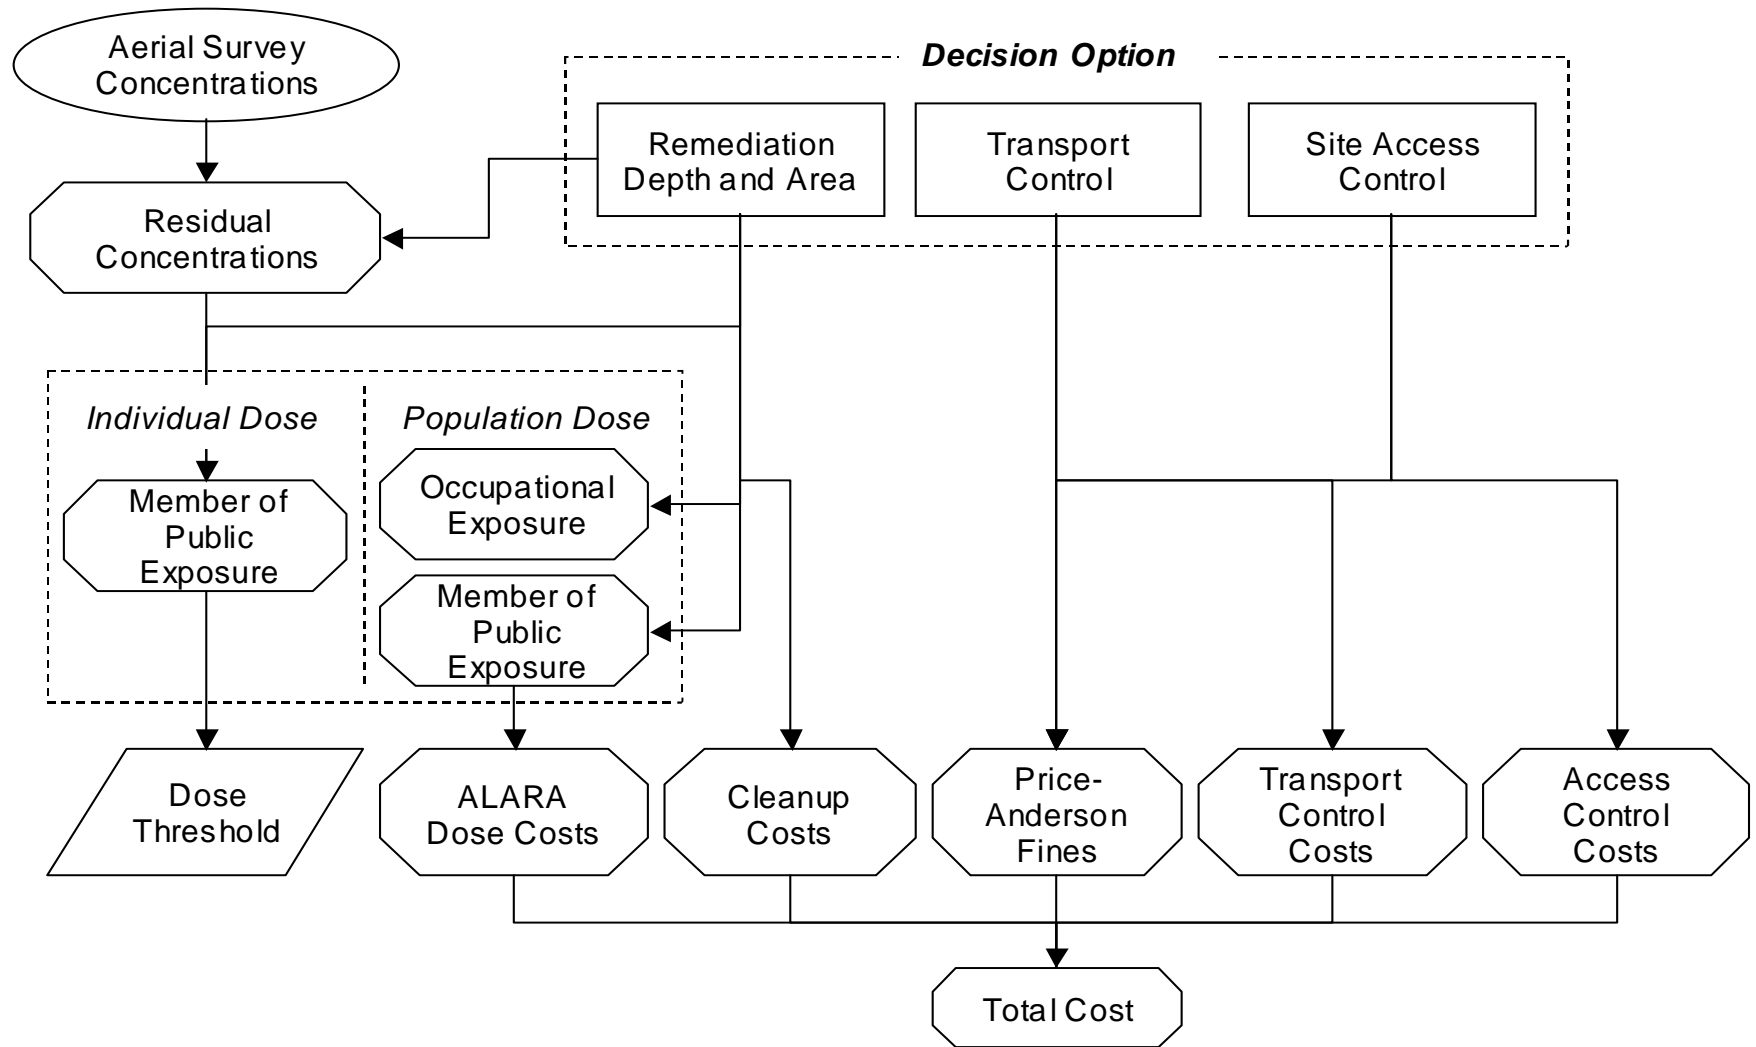 Aerial Survey
Concentrations
Decision Option
Remediation
Depth and Area
Transport
Control
Site Access
Control
Residual
Concentrations
Individual Dose
Population Dose
Member of
Public
Exposure
Occupational
Exposure
Member of
Public
Exposure
Dose
Threshold
ALARA
Dose Costs
Cleanup
Costs
Price-
Anderson
Fines
Transport
Control
Costs
Access
Control
Costs
Total Cost